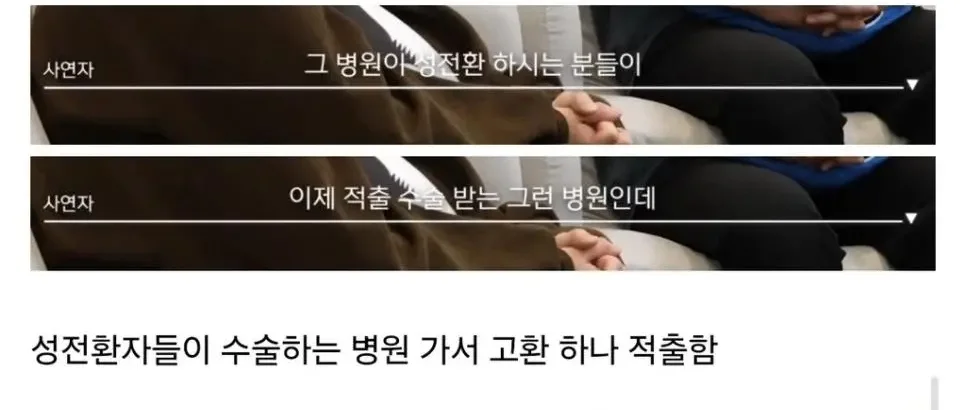 사연자
그 병원이 성전환 하시는 분들이
사연자
이제 적출 수술 받는 그런 병원인데
성전환자들이 수술하는 병원 가서 고환 하나 적출함